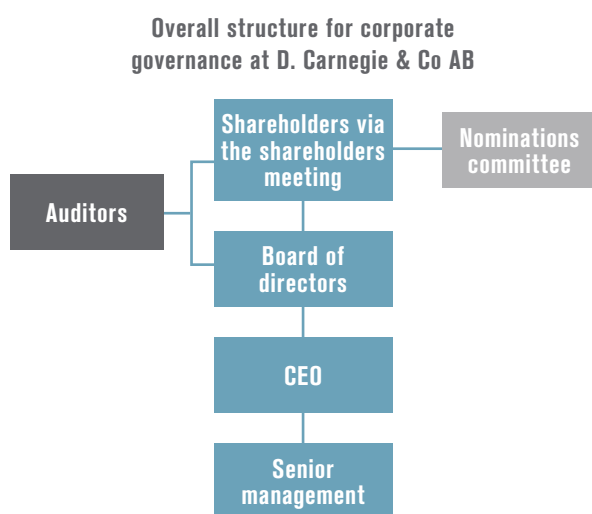 Overall structure for corporate
governance at D. Carnegie & Co AB
Shareholders via
the shareholders
meeting
Nominations
committee
Auditors
Board of
directors
CEO
Senior
management